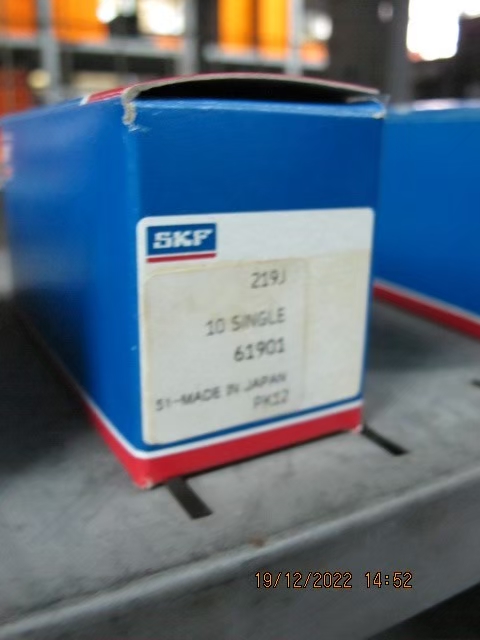 SKF
219J
10 SINGLE
61901
51-MADE IN JAPAN
PK12
19/12/2022 14:52